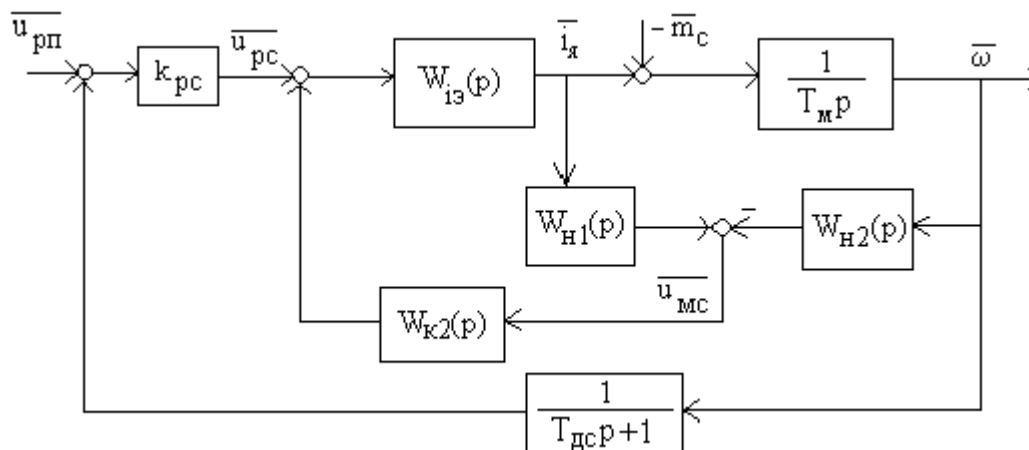 u̅рп
kрс
u̅рс
Wiэ(p)
i̅я
−m̅с
1
Tмp
ω̅
Wн1(p)
−
Wн2(p)
u̅мс
Wк2(p)
1
Tдсp+1